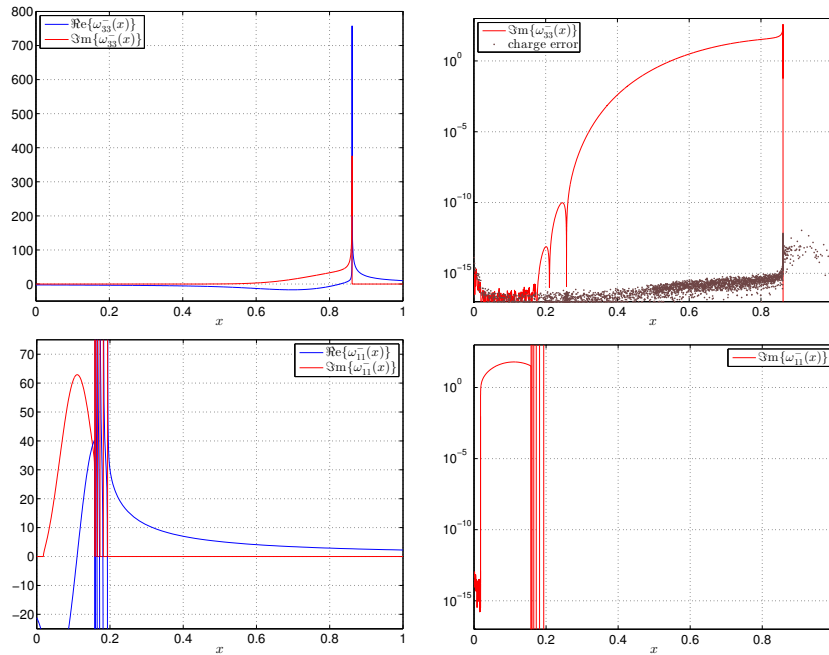 800
700
600
500
400
300
200
100
0
0 0.2 0.4 0.6 0.8 1
x
ℜe{ω₃₃⁻(x)}
ℑm{ω₃₃⁻(x)}
10⁰
10⁻⁵
10⁻¹⁰
10⁻¹⁵
0 0.2 0.4 0.6 0.8
x
ℑm{ω₃₃⁻(x)}
charge error
70
60
50
40
30
20
10
0
−10
−20
0 0.2 0.4 0.6 0.8 1
x
ℜe{ω₁₁⁻(x)}
ℑm{ω₁₁⁻(x)}
10⁰
10⁻⁵
10⁻¹⁰
10⁻¹⁵
0 0.2 0.4 0.6 0.8
x
ℑm{ω₁₁⁻(x)}